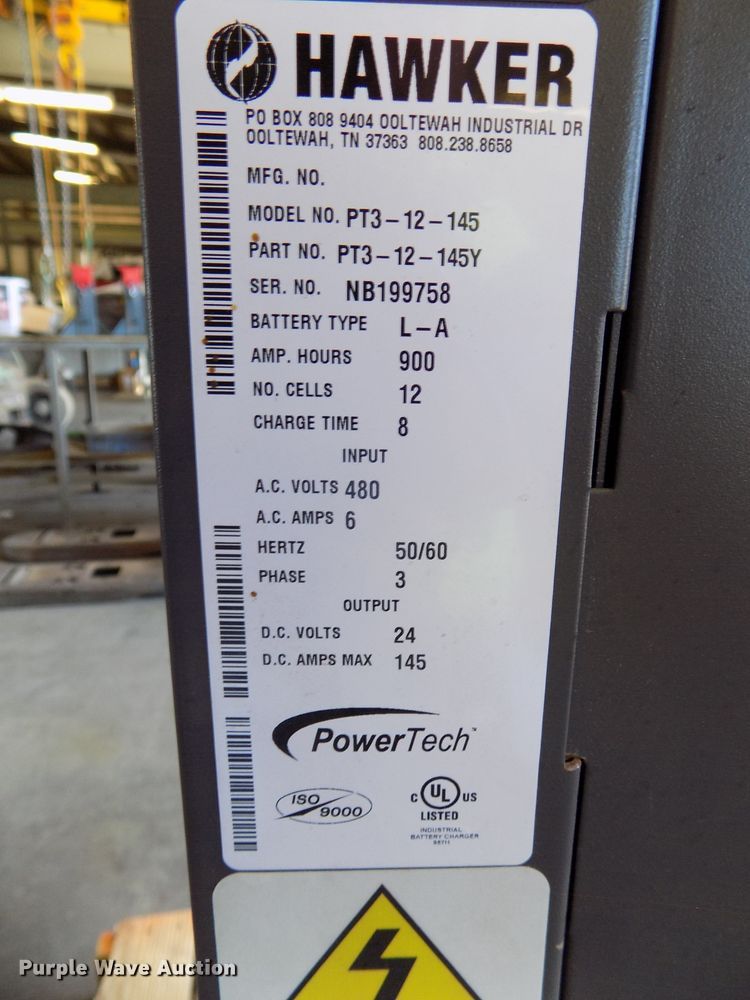 HAWKER
PO BOX 808 9404 OOLTEWAH INDUSTRIAL DR
OOLTEWAH, TN 37363 808.238.8658
MFG. NO.
MODEL NO. PT3-12-145
PART NO. PT3-12-145Y
SER. NO. NB199758
BATTERY TYPE L-A
AMP. HOURS 900
NO. CELLS 12
CHARGE TIME 8
INPUT
A.C. VOLTS 480
A.C. AMPS 6
HERTZ 50/60
PHASE 3
OUTPUT
D.C. VOLTS 24
D.C. AMPS MAX 145
PowerTech™
ISO 9000
C UL US
LISTED
INDUSTRIAL
BATTERY CHARGER
Purple Wave Auction